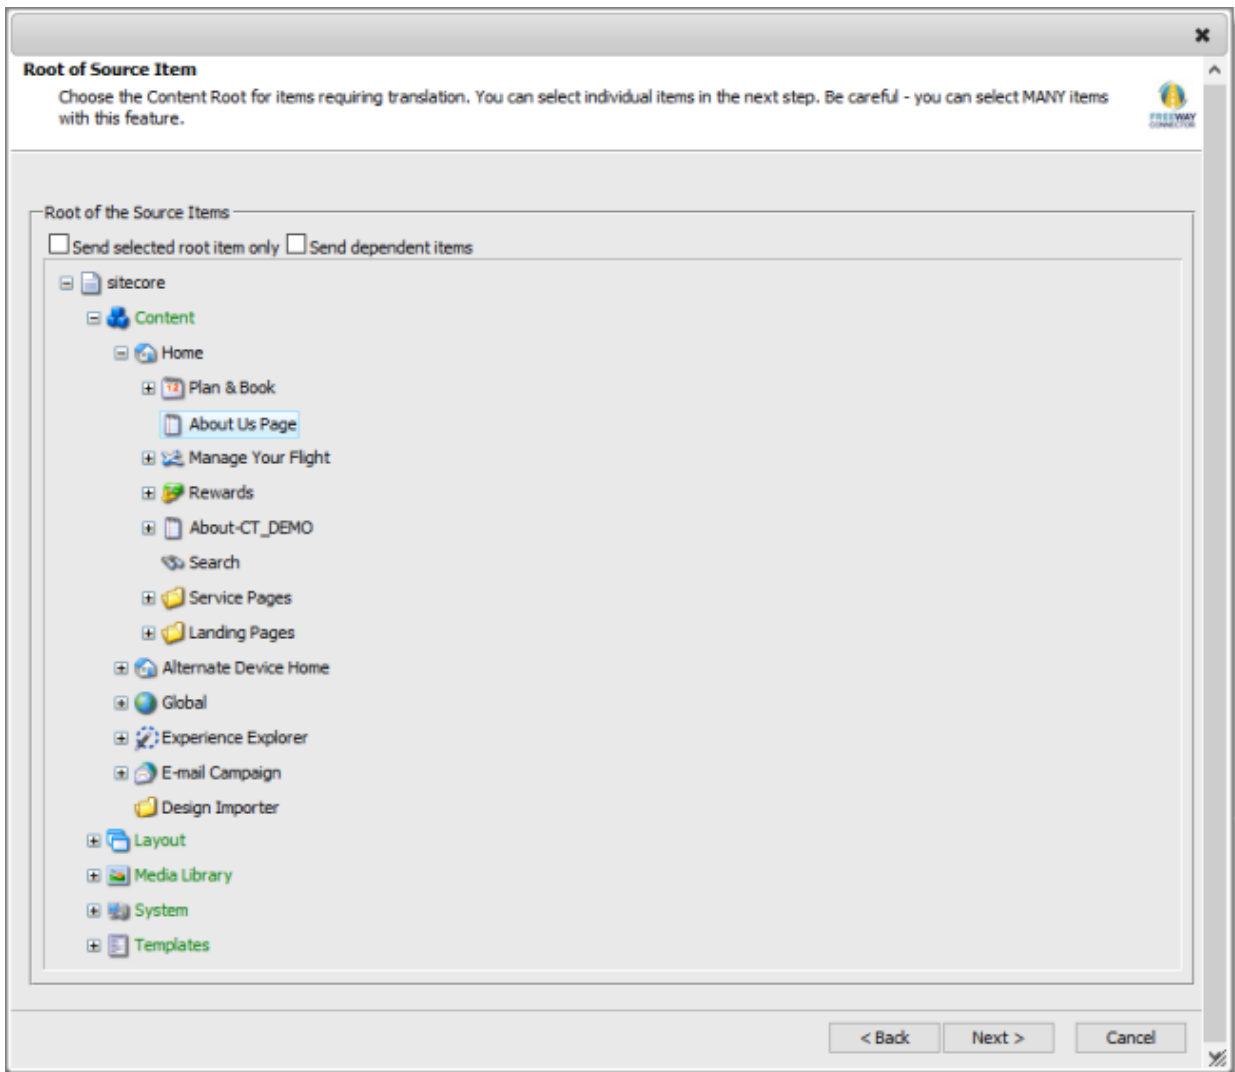 Root of Source Item
Choose the Content Root for items requiring translation. You can select individual items in the next step. Be careful - you can select MANY items
with this feature.
FREEWAY
CONNECTOR
Root of the Source Items
Send selected root item only Send dependent items
sitecore
Content
Home
Plan & Book
12
About Us Page
Manage Your Flight
Rewards
About-CT_DEMO
Search
Service Pages
Landing Pages
Alternate Device Home
Global
Experience Explorer
E-mail Campaign
Design Importer
Layout
Media Library
System
Templates
< Back Next > Cancel